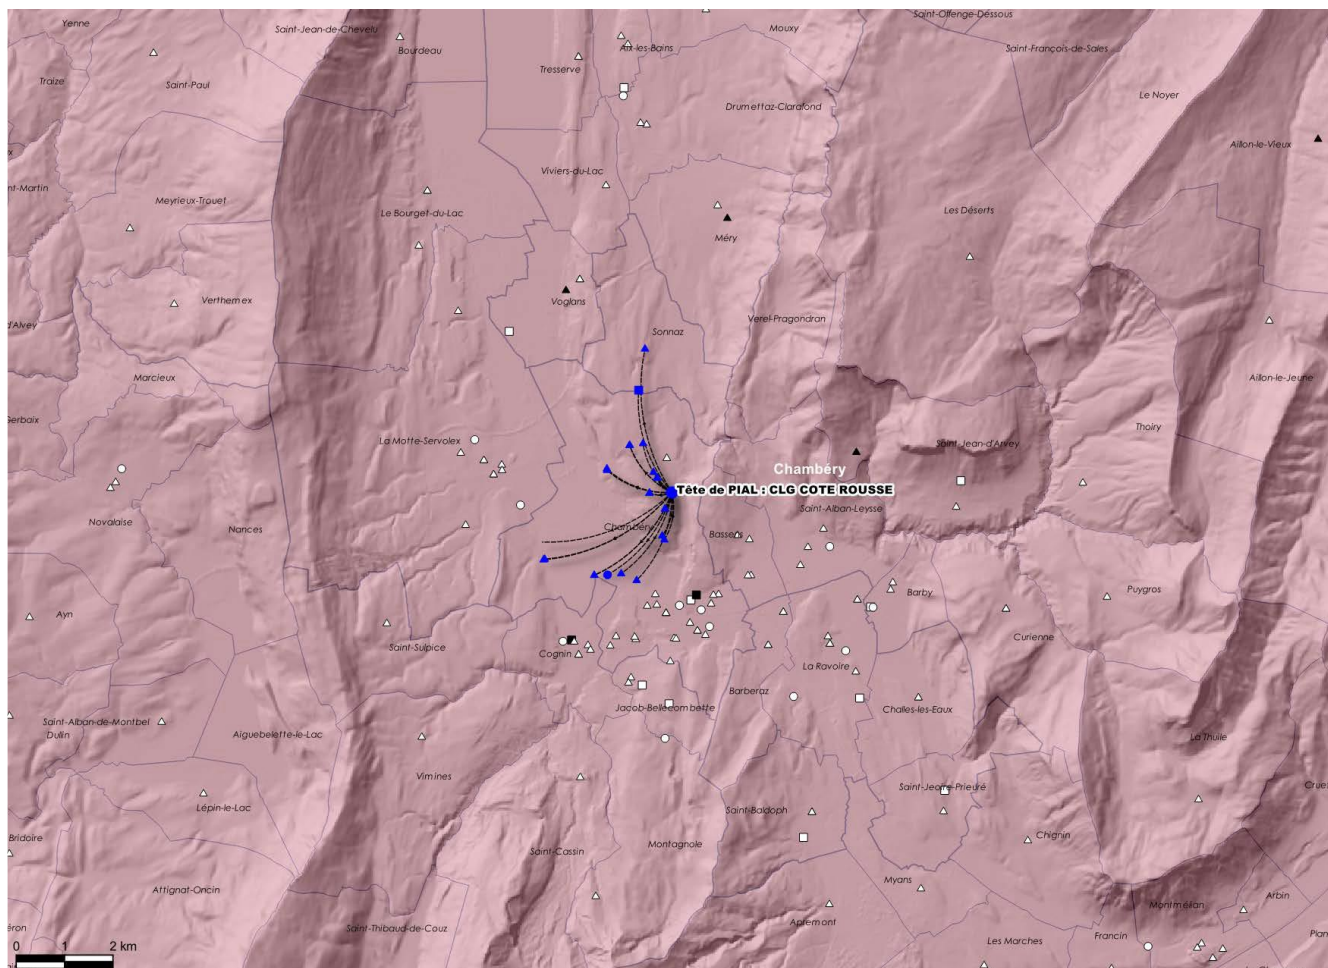 Yenne
Saint-Jean-de-Chevelu
Bourdeau
Aix-les-Bains
Mouxy
Saint-Offenge-Dessous
Saint-François-de-Sales
Traize
Saint-Paul
Tresserve
Drumettaz-Clarafond
Le Noyer
Aillon-le-Vieux
nt-Martin
Meyrieux-Trouet
Viviers-du-Lac
Le Bourget-du-Lac
Les Déserts
Méry
Verthemex
Voglans
d'Alvey
Sonnaz
Verel-Pragondran
Marcieux
Aillon-le-Jeune
Gerbaix
La Motte-Servolex
Saint-Jean-d'Arvey
Thoiry
Chambéry
Tête de PIAL : CLG COTE ROUSSE
Saint-Alban-Leysse
Novalaise
Nances
Chambéry
Bassens
Ayn
Barby
Puygros
Saint-Sulpice
Cognin
Curienne
La Ravoire
Barberaz
Jacob-Bellecombette
Challes-les-Eaux
Saint-Alban-de-Montbel
Dullin
Aiguebelette-le-Lac
La Thuile
Vimines
Saint-Jeoire-Prieuré
Cruet
Lépin-le-Lac
Saint-Baldoph
Bridoire
Saint-Cassin
Montagnole
Chignin
Attignat-Oncin
Myans
Arbin
Montmélian
Saint-Thibaud-de-Couz
Apremont
Francin
Les Marches
0 1 2 km